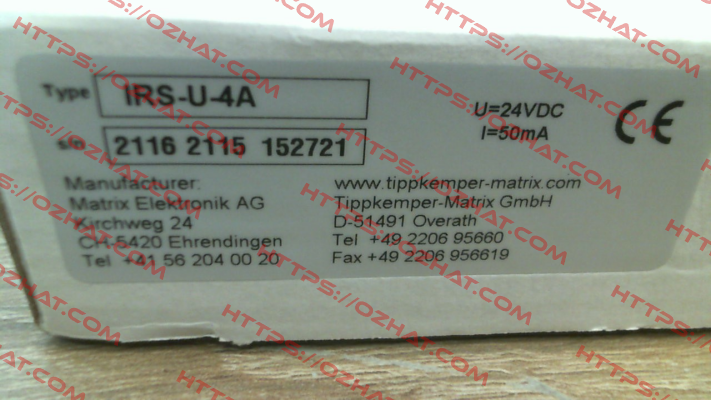 Type IRS-U-4A
s/n 2116 2115 152721
U=24VDC
I=50mA
CE
Manufacturer:
Matrix Elektronik AG
Kirchweg 24
CH-5420 Ehrendingen
Tel +41 56 204 00 20
www.tippkemper-matrix.com
Tippkemper-Matrix GmbH
D-51491 Overath
Tel +49 2206 95660
Fax +49 2206 956619
HTTPS://OZHAT.COM